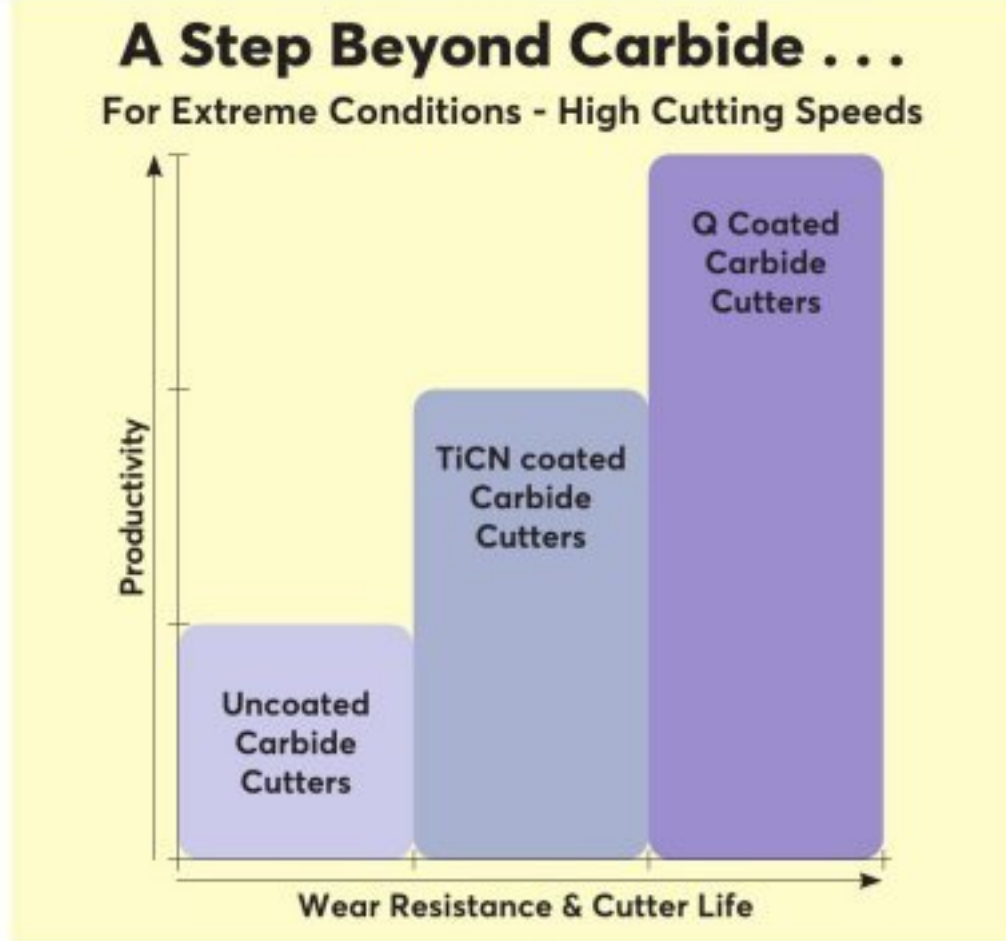 A Step Beyond Carbide . . .
For Extreme Conditions - High Cutting Speeds
Q Coated
Carbide
Cutters
TiCN coated
Carbide
Cutters
Productivity
Uncoated
Carbide
Cutters
Wear Resistance & Cutter Life